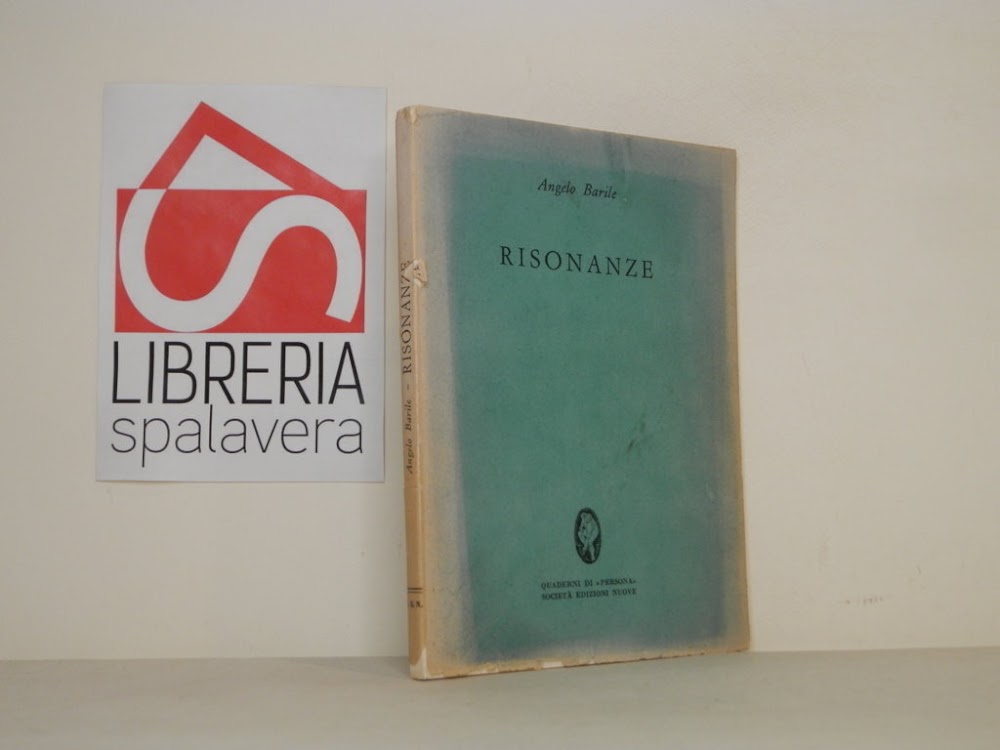 LIBRERIA
spalavera
Angelo Barile - RISONANZE
Angelo Barile
RISONANZE
QUADERNI DI «PERSONA»
SOCIETÀ EDIZIONI NUOVE